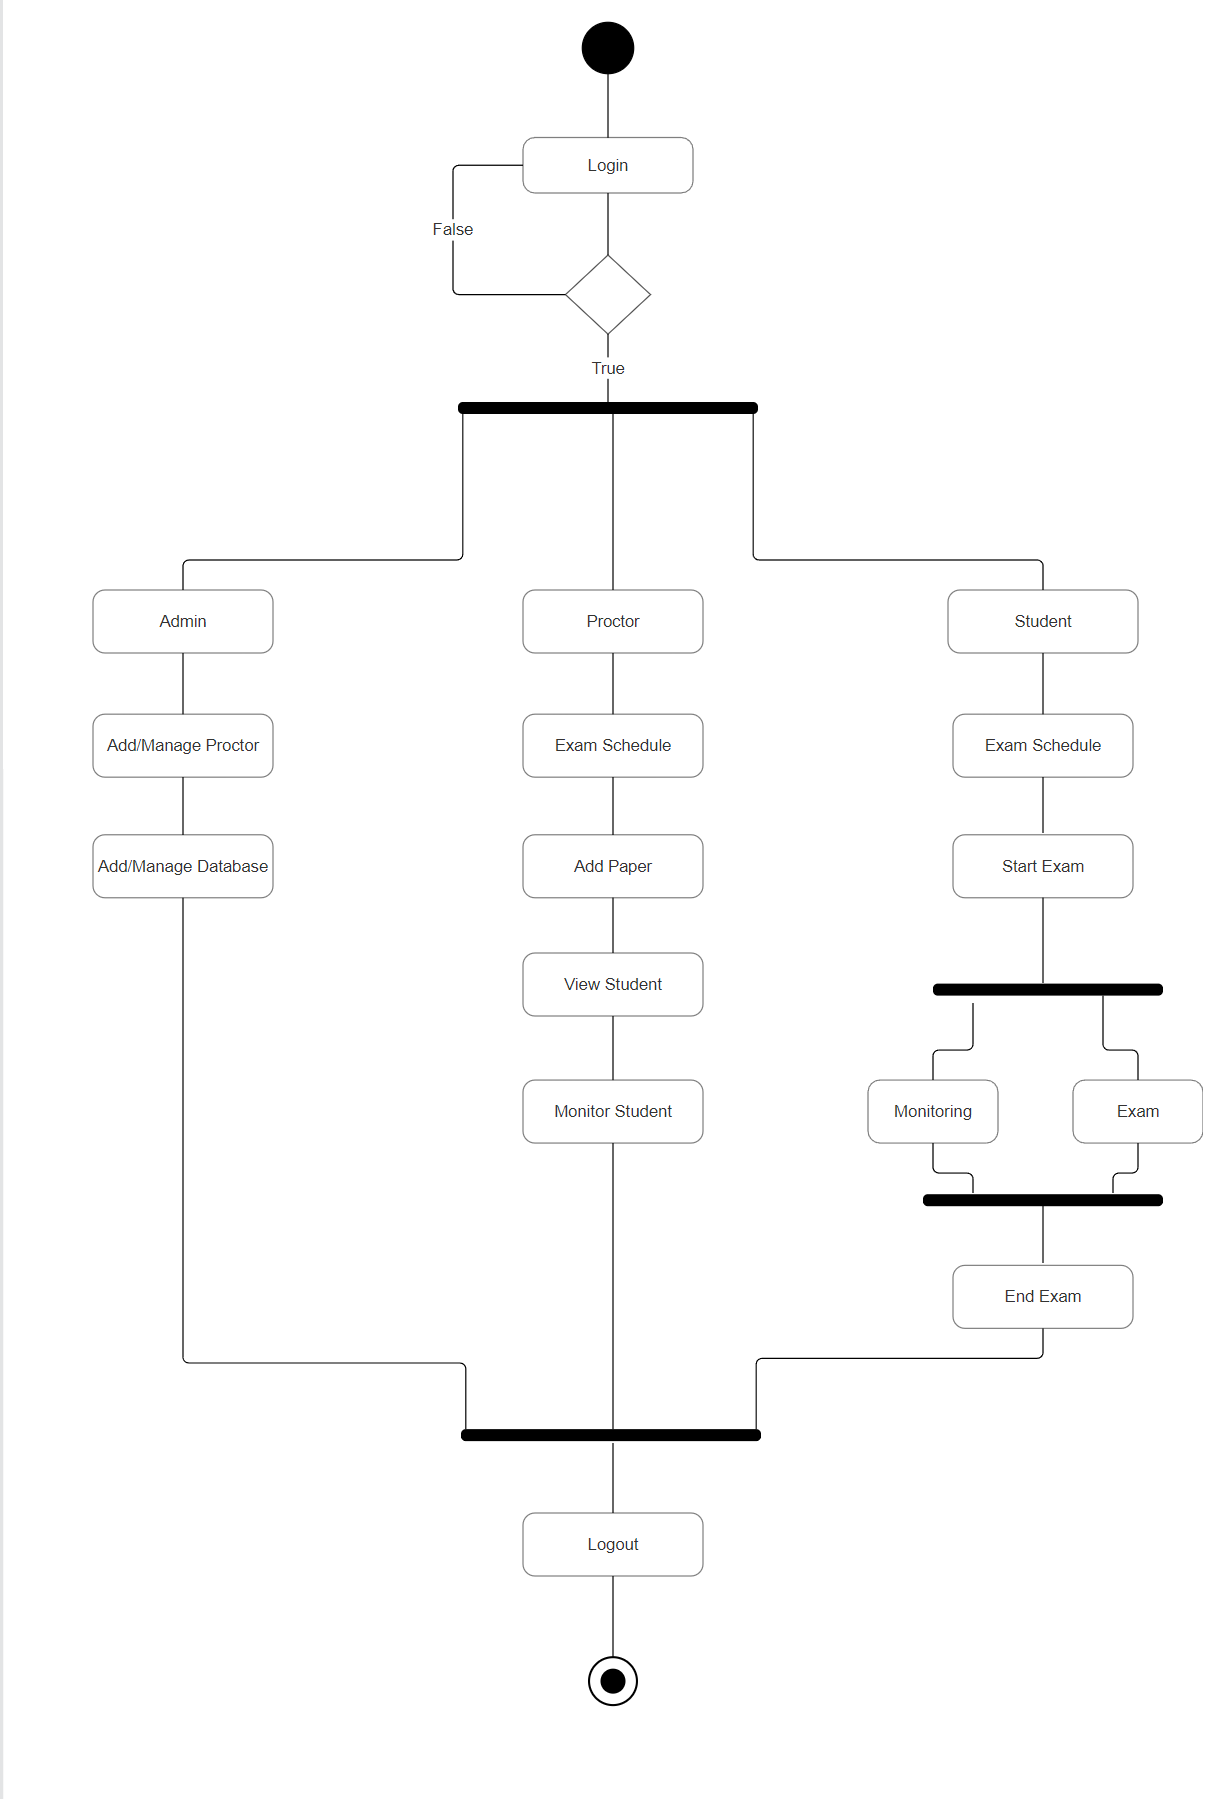 Login
False
True
Admin
Proctor
Student
Add/Manage Proctor
Exam Schedule
Exam Schedule
Add/Manage Database
Add Paper
Start Exam
View Student
Monitor Student
Monitoring
Exam
End Exam
Logout